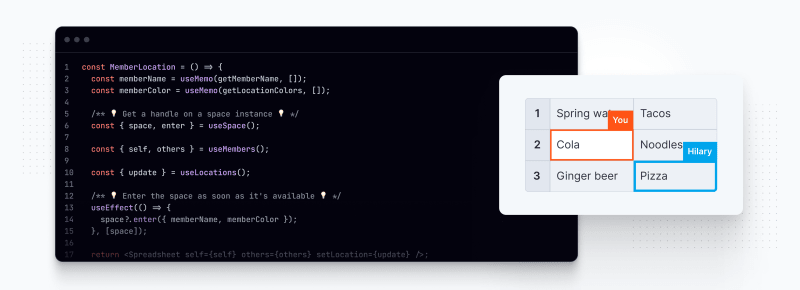 1 const MemberLocation = () => {
2 const memberName = useMemo(getMemberName, []);
3 const memberColor = useMemo(getLocationColors, []);
4
5 /** 💡 Get a handle on a space instance 💡 */
6 const { space, enter } = useSpace();
7
8 const { self, others } = useMembers();
9
10 const { update } = useLocations();
11
12 /** 💡 Enter the space as soon as it's available 💡 */
13 useEffect(() => {
14 space?.enter({ memberName, memberColor });
15 }, [space]);
16
17 return <Spreadsheet self={self} others={others} setLocation={update} />;
1 Spring Tacos
You
2 Cola Noodles
Hilary
3 Ginger beer Pizza